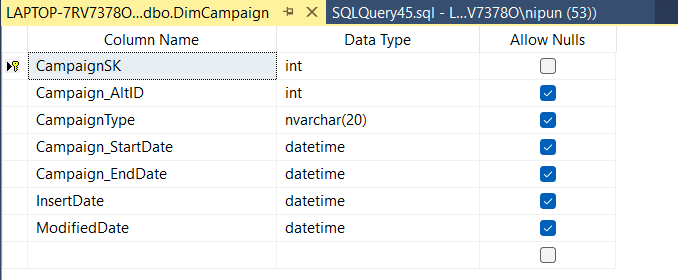 LAPTOP-7RV7378O...dbo.DimCampaign SQLQuery45.sql - L...V7378O\nipun (53))
Column Name Data Type Allow Nulls
CampaignSK int
Campaign_AltID int
CampaignType nvarchar(20)
Campaign_StartDate datetime
Campaign_EndDate datetime
InsertDate datetime
ModifiedDate datetime